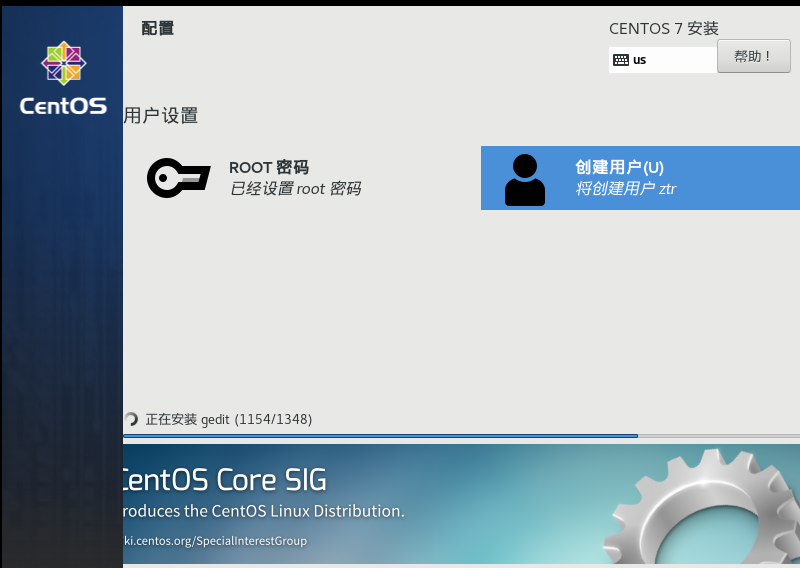 CentOS
配置
CENTOS 7 安装
us
帮助！
用户设置
ROOT 密码
已经设置 root 密码
创建用户(U)
将创建用户 ztr
正在安装 gedit (1154/1348)
CentOS Core SIG
roduces the CentOS Linux Distribution.
ki.centos.org/SpecialInterestGroup